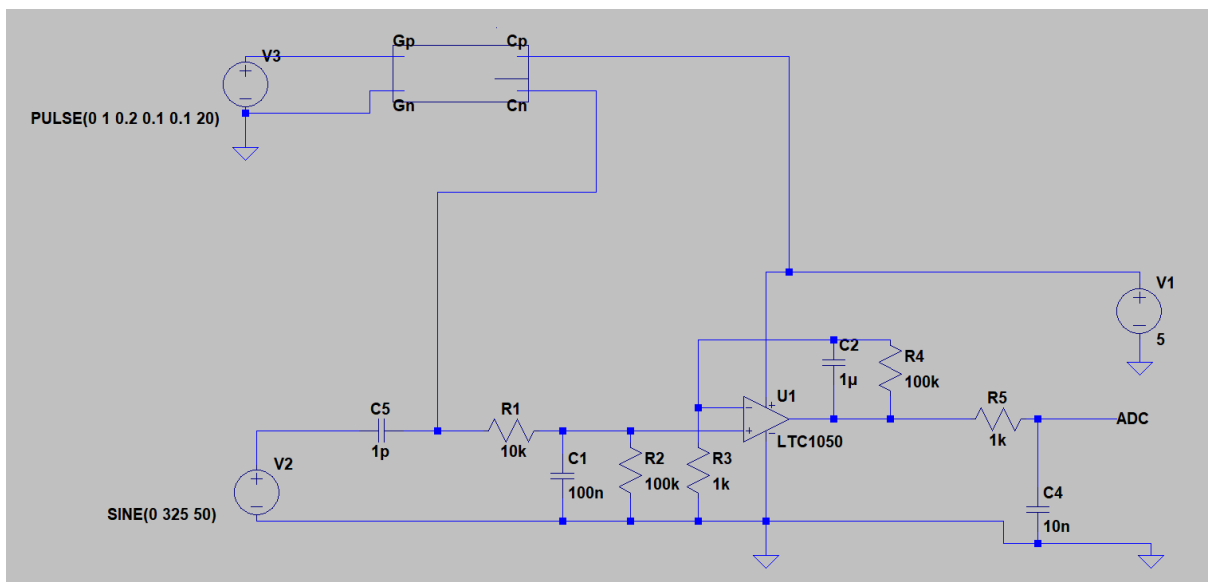 Gp Cp
V3
Gn Cn
PULSE(0 1 0.2 0.1 0.1 20)
V1
5
C2
1µ
R4
100k
U1
LTC1050
R5
1k
ADC
C5
1p
R1
10k
C1
100n
R2
100k
R3
1k
V2
SINE(0 325 50)
C4
10n